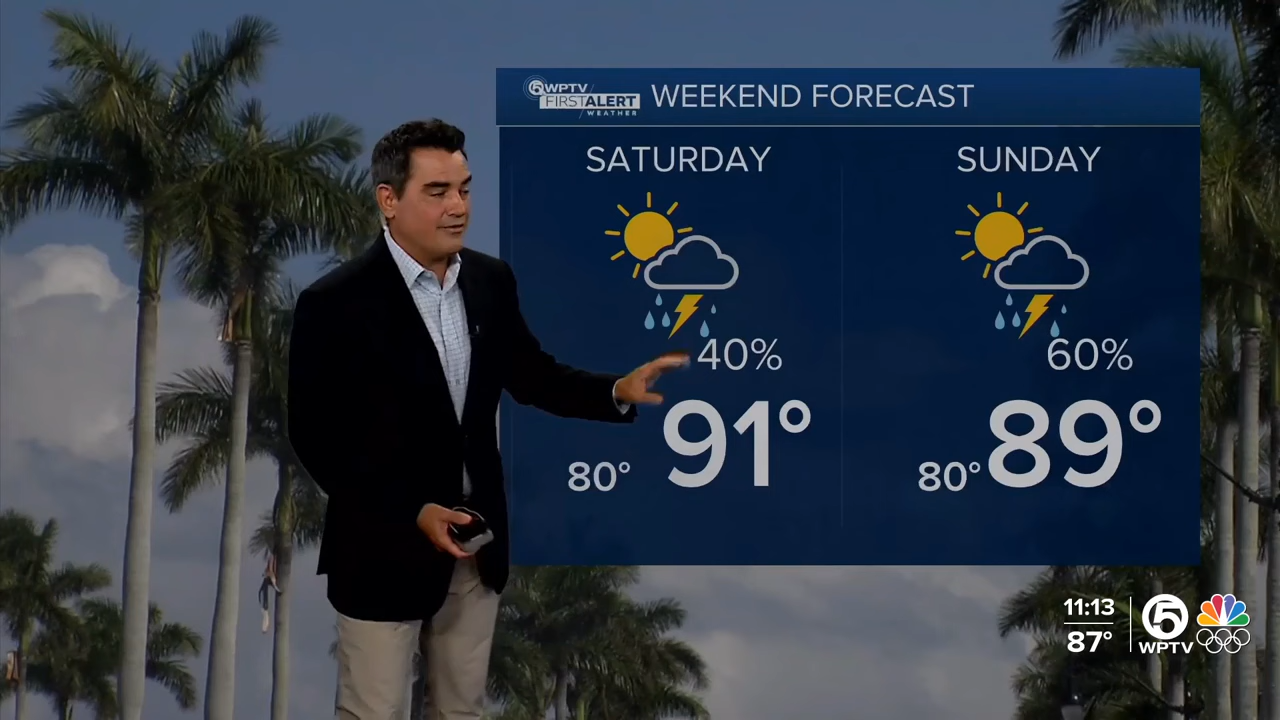 5 WPTV
FIRST ALERT
WEATHER
WEEKEND FORECAST
SATURDAY
40%
91°
80°
SUNDAY
60%
89°
80°
11:13
87°
5
WPTV